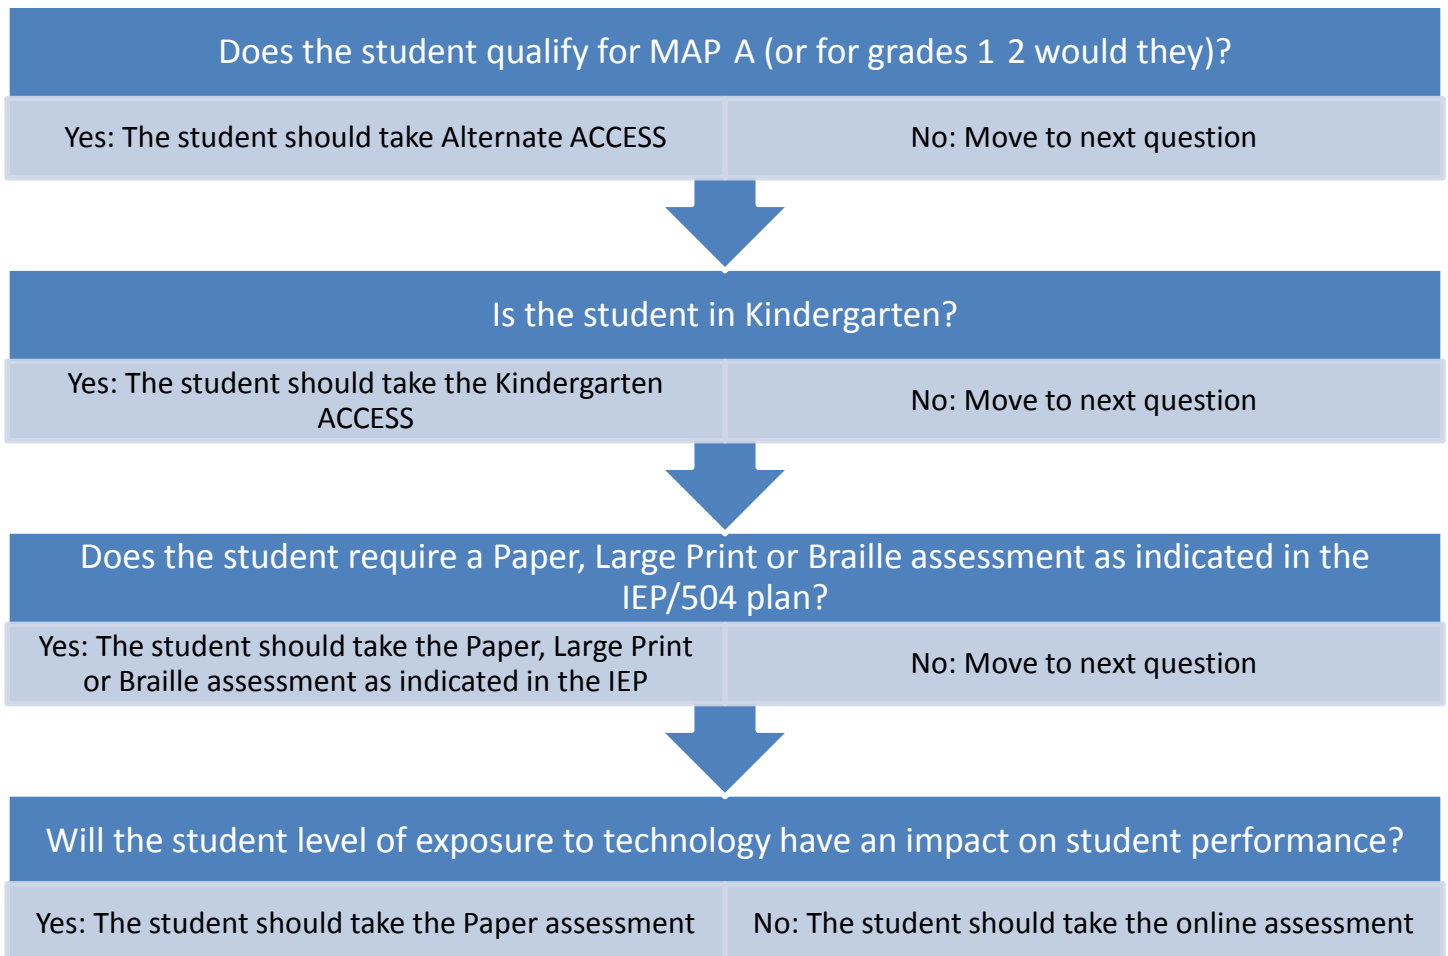 Does the student qualify for MAP A (or for grades 1 2 would they)?
Yes: The student should take Alternate ACCESS
No: Move to next question
Is the student in Kindergarten?
Yes: The student should take the Kindergarten
ACCESS
No: Move to next question
Does the student require a Paper, Large Print or Braille assessment as indicated in the
IEP/504 plan?
Yes: The student should take the Paper, Large Print
or Braille assessment as indicated in the IEP
No: Move to next question
Will the student level of exposure to technology have an impact on student performance?
Yes: The student should take the Paper assessment
No: The student should take the online assessment